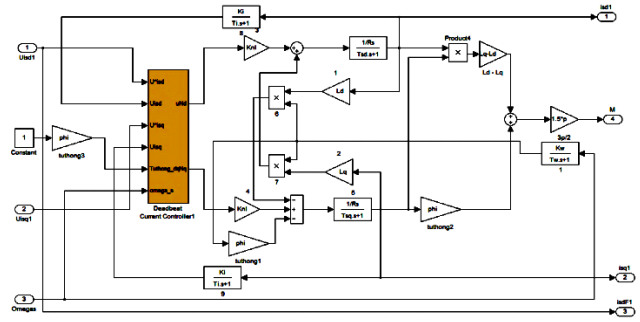 Ki
Ti.s+1
3
1
isd1
1
Uisd1
8
Knl
1/Rs
Tsd.s+1
Product4
×
Lq-Ld
Ld - Lq
U*isd
Uisd
uNd
U*isq
Uisq
Tuthong_dqNq
omega_s
Deadbeat
Current Controller1
1
Ld
×
6
1.5*p
3p/2
M
4
1
Constant
phi
tuthong3
2
×
7
Lq
Kw
Tw.s+1
1
2
Uisq1
4
Knl
5
1/Rs
Tsq.s+1
phi
tuthong2
phi
tuthong1
Ki
Ti.s+1
9
isq1
2
3
Omegas
isdF1
3